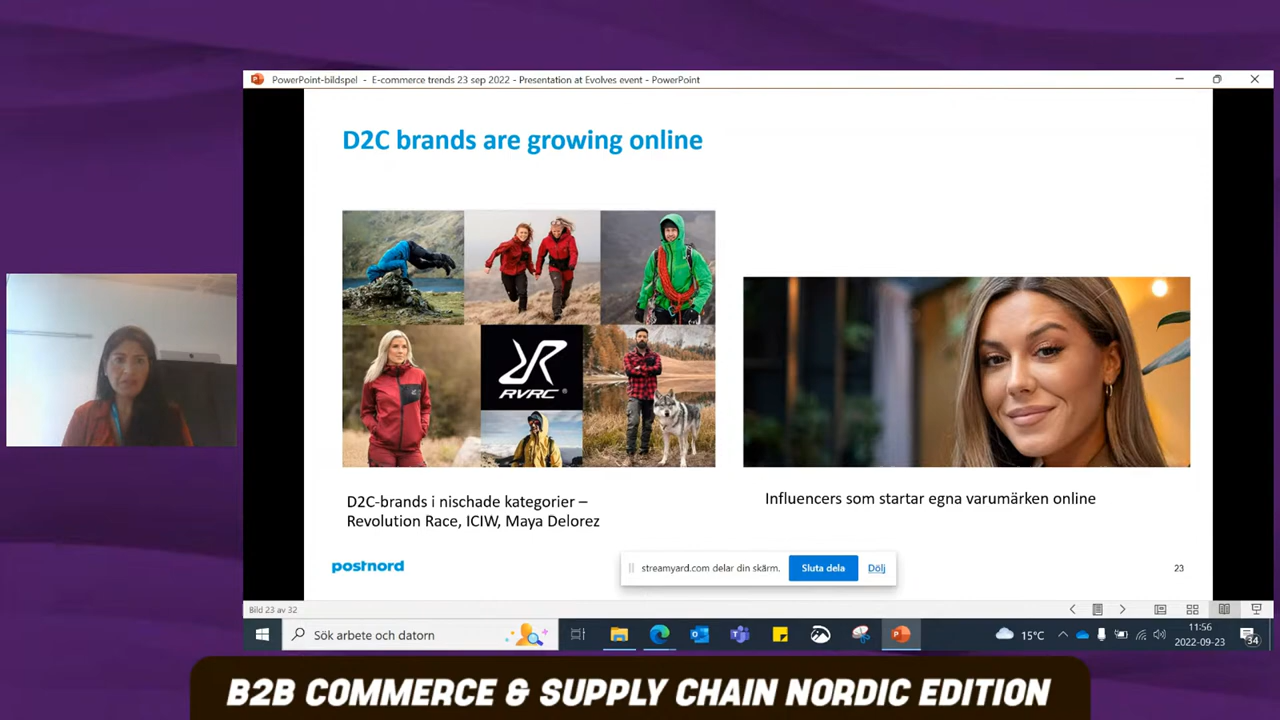 PowerPoint-bildspel - E-commerce trends 23 sep 2022 - Presentation at Evolves event - PowerPoint
D2C brands are growing online
RVRC ®
D2C-brands i nischade kategorier –
Revolution Race, ICIW, Maya Delorez
Influencers som startar egna varumärken online
postnord
streamyard.com delar din skärm.
Sluta dela
Dölj
23
Bild 23 av 32
Sök arbete och datorn
15°C
11:56
2022-09-23
34
B2B COMMERCE & SUPPLY CHAIN NORDIC EDITION